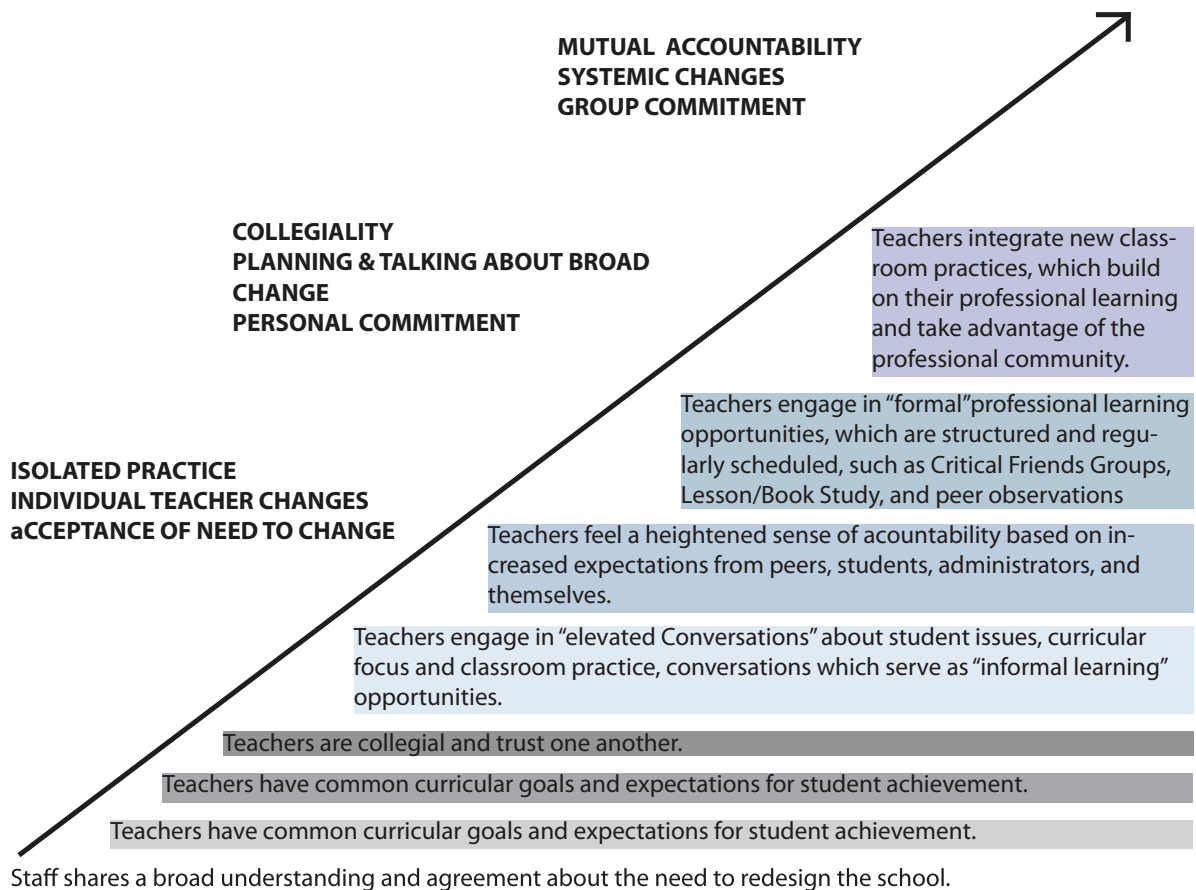 MUTUAL  ACCOUNTABILITY
SYSTEMIC CHANGES
GROUP COMMITMENT
COLLEGIALITY
PLANNING & TALKING ABOUT BROAD
CHANGE
PERSONAL COMMITMENT
Teachers integrate new class-
room practices, which build
on their professional learning
and take advantage of the
professional community.
Teachers engage in “formal”professional learning
opportunities, which are structured and regu-
larly scheduled, such as Critical Friends Groups,
Lesson/Book Study, and peer observations
ISOLATED PRACTICE
INDIVIDUAL TEACHER CHANGES
aCCEPTANCE OF NEED TO CHANGE
Teachers feel a heightened sense of acountability based on in-
creased expectations from peers, students, administrators, and
themselves.
Teachers engage in “elevated Conversations” about student issues, curricular
focus and classroom practice, conversations which serve as “informal learning”
opportunities.
Teachers are collegial and trust one another.
Teachers have common curricular goals and expectations for student achievement.
Teachers have common curricular goals and expectations for student achievement.
Staff shares a broad understanding and agreement about the need to redesign the school.